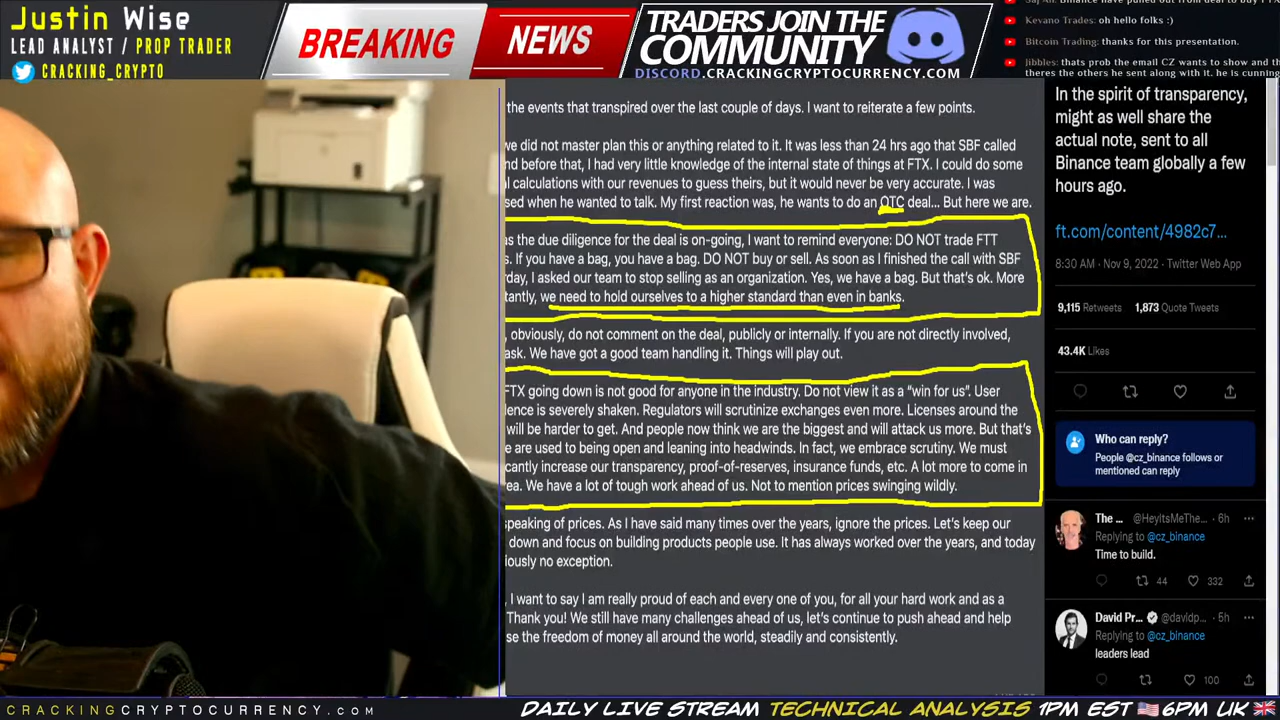 Justin Wise
LEAD ANALYST / PROP TRADER
CRACKING_CRYPTO
BREAKING
NEWS
TRADERS JOIN THE
COMMUNITY
DISCORD.CRACKINGCRYPTOCURRENCY.COM
Kevano Trades: oh hello folks :)
Bitcoin Trading: thanks for this presentation.
jibbles: thats prob the email CZ wants to show and
theres the others he sent along with it. he is cunning
the events that transpired over the last couple of days. I want to reiterate a few points.
we did not master plan this or anything related to it. It was less than 24 hrs ago that SBF called
nd before that, I had very little knowledge of the internal state of things at FTX. I could do some
l calculations with our revenues to guess theirs, but it would never be very accurate. I was
sed when he wanted to talk. My first reaction was, he wants to do an OTC deal... But here we are.
as the due diligence for the deal is on-going, I want to remind everyone: DO NOT trade FTT
s. If you have a bag, you have a bag. DO NOT buy or sell. As soon as I finished the call with SBF
rday, I asked our team to stop selling as an organization. Yes, we have a bag. But that's ok. More
tantly, we need to hold ourselves to a higher standard than even in banks.
, obviously, do not comment on the deal, publicly or internally. If you are not directly involved,
ask. We have got a good team handling it. Things will play out.
FTX going down is not good for anyone in the industry. Do not view it as a “win for us”. User
lence is severely shaken. Regulators will scrutinize exchanges even more. Licenses around the
will be harder to get. And people now think we are the biggest and will attack us more. But that's
e are used to being open and leaning into headwinds. In fact, we embrace scrutiny. We must
cantly increase our transparency, proof-of-reserves, insurance funds, etc. A lot more to come in
rea. We have a lot of tough work ahead of us. Not to mention prices swinging wildly.
speaking of prices. As I have said many times over the years, ignore the prices. Let's keep our
down and focus on building products people use. It has always worked over the years, and today
iously no exception.
, I want to say I am really proud of each and every one of you, for all your hard work and as a
Thank you! We still have many challenges ahead of us, let's continue to push ahead and help
se the freedom of money all around the world, steadily and consistently.
In the spirit of transparency,
might as well share the
actual note, sent to all
Binance team globally a few
hours ago.
ft.com/content/4982c7...
8:30 AM · Nov 9, 2022 · Twitter Web App
9,115 Retweets 1,873 Quote Tweets
43.4K Likes
Who can reply?
People @cz_binance follows or
mentioned can reply
The ... @HeyItsMeThe... · 6h
Replying to @cz_binance
Time to build.
44 332
David Pr... @davidp... · 5h
Replying to @cz_binance
leaders lead
100
CRACKINGCRYPTOCURRENCY.COM
DAILY LIVE STREAM TECHNICAL ANALYSIS 1PM EST 6PM UK